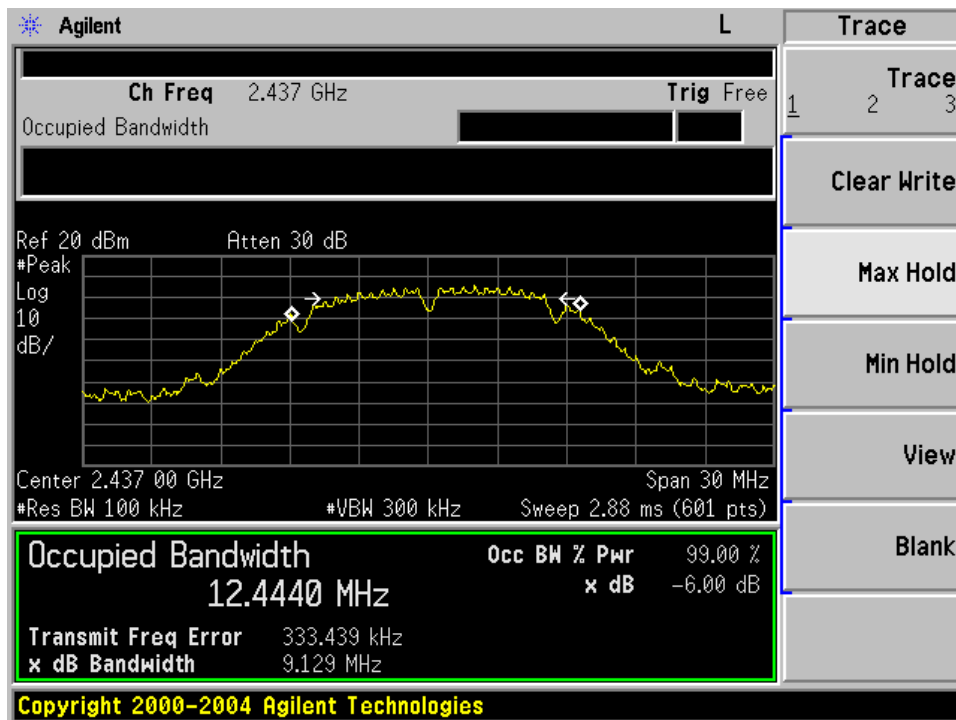 Agilent L Trace
Ch Freq 2.437 GHz Trig Free
Occupied Bandwidth
Trace
1 2 3
Clear Write
Max Hold
Min Hold
View
Blank
Ref 20 dBm Atten 30 dB
#Peak
Log
10
dB/
Center 2.437 00 GHz Span 30 MHz
#Res BW 100 kHz #VBW 300 kHz Sweep 2.88 ms (601 pts)
Occupied Bandwidth Occ BW % Pwr 99.00 %
12.4440 MHz x dB -6.00 dB
Transmit Freq Error 333.439 kHz
x dB Bandwidth 9.129 MHz
Copyright 2000-2004 Agilent Technologies